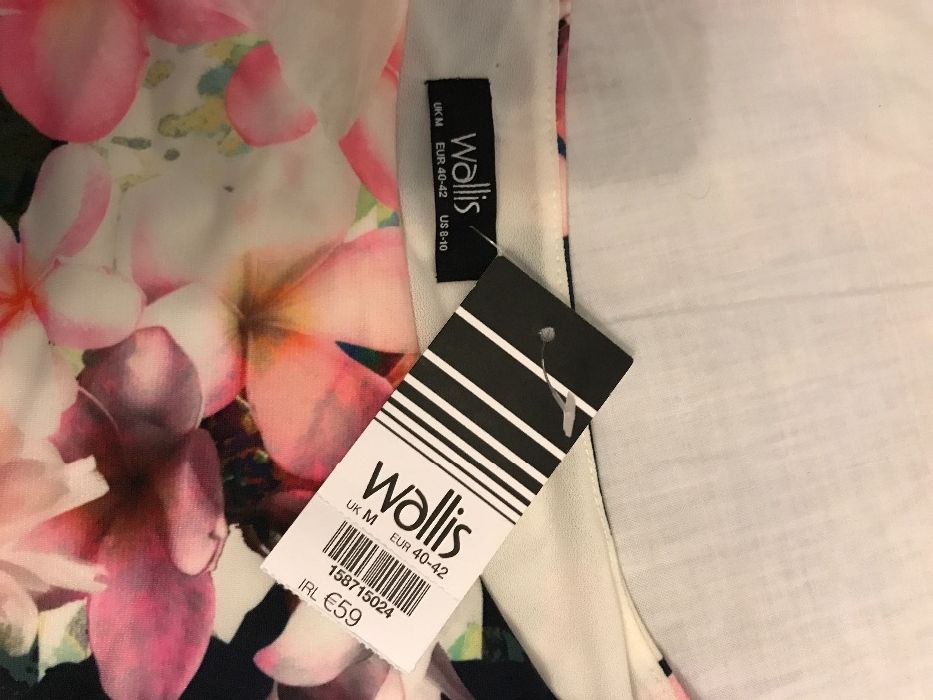 wallis
UK M EUR 40-42 US 8-10
wallis
UK M EUR 40-42
158715024
IRL €59